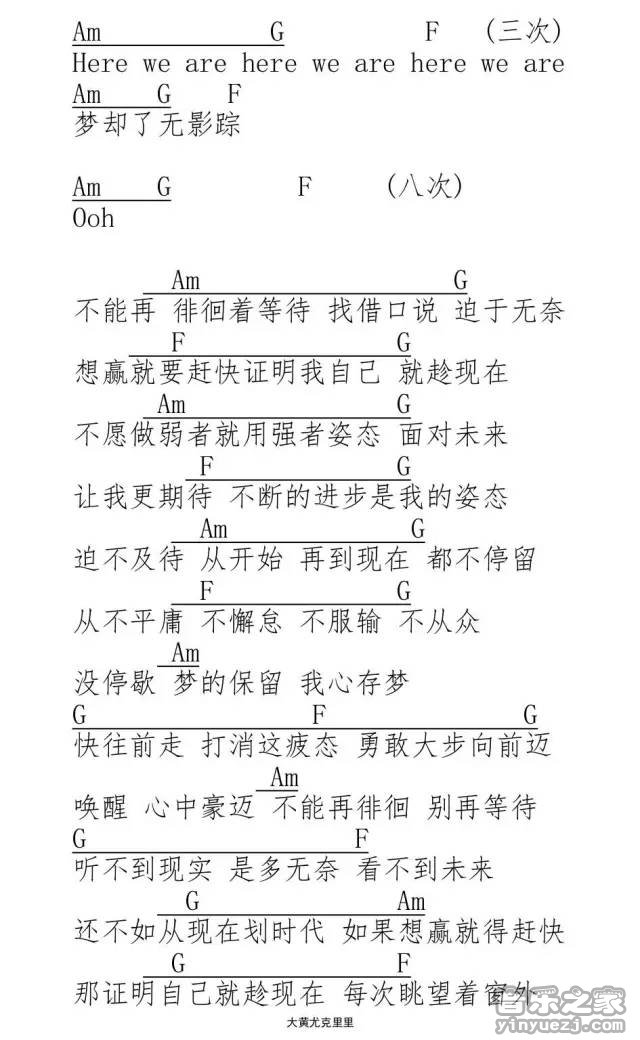 Am G F (三次)
Here we are here we are here we are
Am G F
梦却了无影踪
Am G F (八次)
Ooh
Am G
不能再 徘徊着等待 找借口说 迫于无奈
F G
想赢就要赶快证明我自己 就趁现在
Am G
不愿做弱者就用强者姿态 面对未来
F G
让我更期待 不断的进步是我的姿态
Am G
迫不及待 从开始 再到现在 都不停留
F G
从不平庸 不懈怠 不服输 不从众
Am
没停歇 梦的保留 我心存梦
G F G
快往前走 打消这疲态 勇敢大步向前迈
Am
唤醒 心中豪迈 不能再徘徊 别再等待
G F
听不到现实 是多无奈 看不到未来
G Am
还不如从现在划时代 如果想赢就得赶快
G F
那证明自己就趁现在 每次眺望着窗外
音乐之家
yinyuezj.com
大黄尤克里里